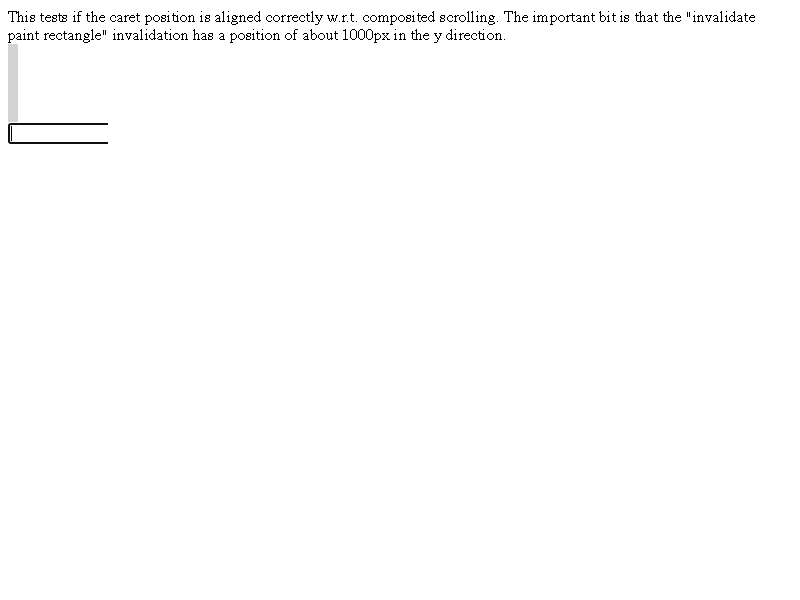 This tests if the caret position is aligned correctly w.r.t. composited scrolling. The important bit is that the "invalidate
paint rectangle" invalidation has a position of about 1000px in the y direction.